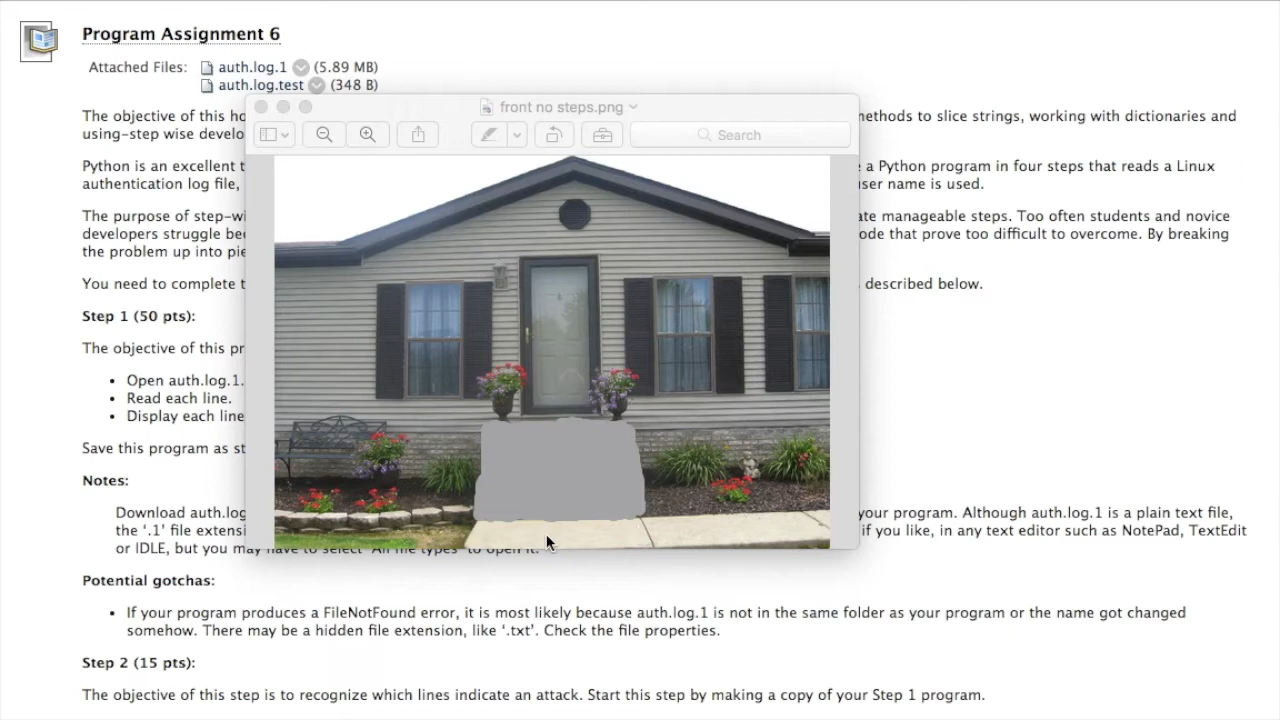 Program Assignment 6
Attached Files: auth.log.1 (5.89 MB)
auth.log.test (348 B)
front no steps.png
Search
The objective of this ho
nethods to slice strings, working with dictionaries and
using-step wise develo
Python is an excellent t
e a Python program in four steps that reads a Linux
authentication log file,
user name is used.
The purpose of step-wi
ate manageable steps. Too often students and novice
developers struggle bec
ode that prove too difficult to overcome. By breaking
the problem up into pie
You need to complete t
described below.
Step 1 (50 pts):
The objective of this pr
• Open auth.log.1.
• Read each line.
• Display each line
Save this program as st
Notes:
Download auth.log
your program. Although auth.log.1 is a plain text file,
the '.1' file extensi
if you like, in any text editor such as NotePad, TextEdit
or IDLE, but you may have to select "All file types" to open it.
Potential gotchas:
• If your program produces a FileNotFound error, it is most likely because auth.log.1 is not in the same folder as your program or the name got changed
somehow. There may be a hidden file extension, like '.txt'. Check the file properties.
Step 2 (15 pts):
The objective of this step is to recognize which lines indicate an attack. Start this step by making a copy of your Step 1 program.